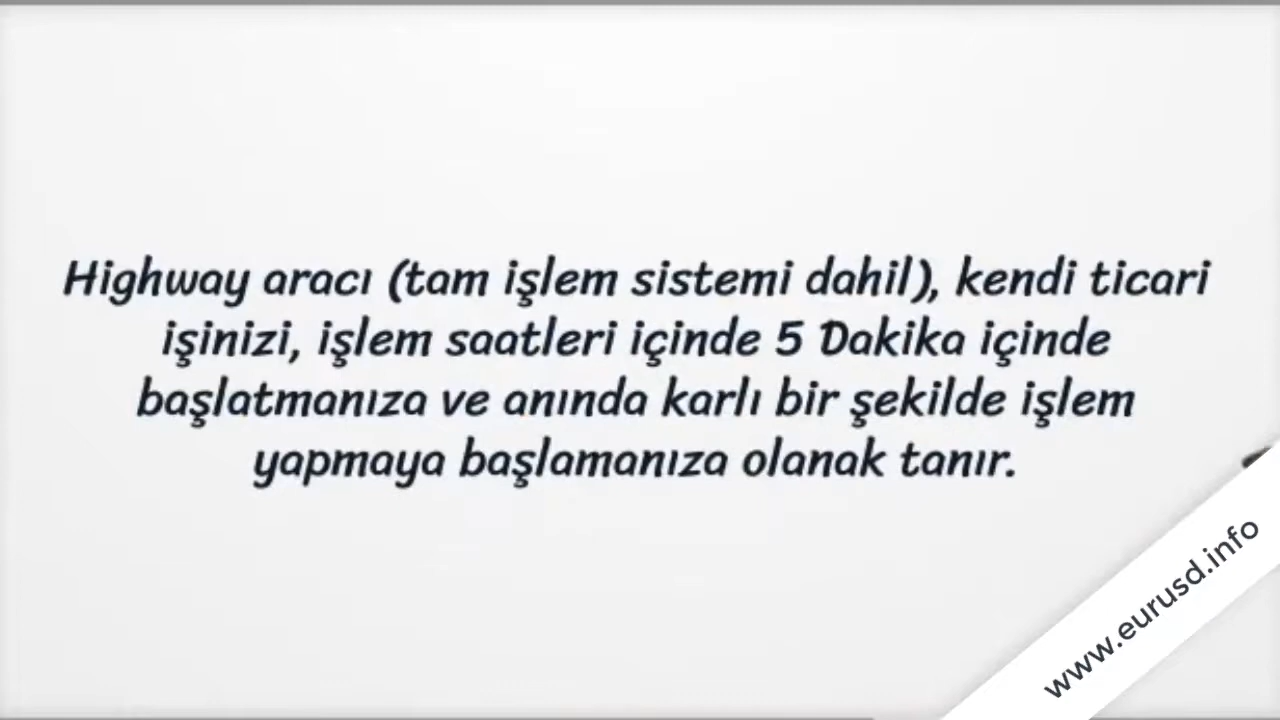 Highway aracı (tam işlem sistemi dahil), kendi ticari
işinizi, işlem saatleri içinde 5 Dakika içinde
başlatmanıza ve anında karlı bir şekilde işlem
yapmaya başlamanıza olanak tanır.
www.eurusd.info